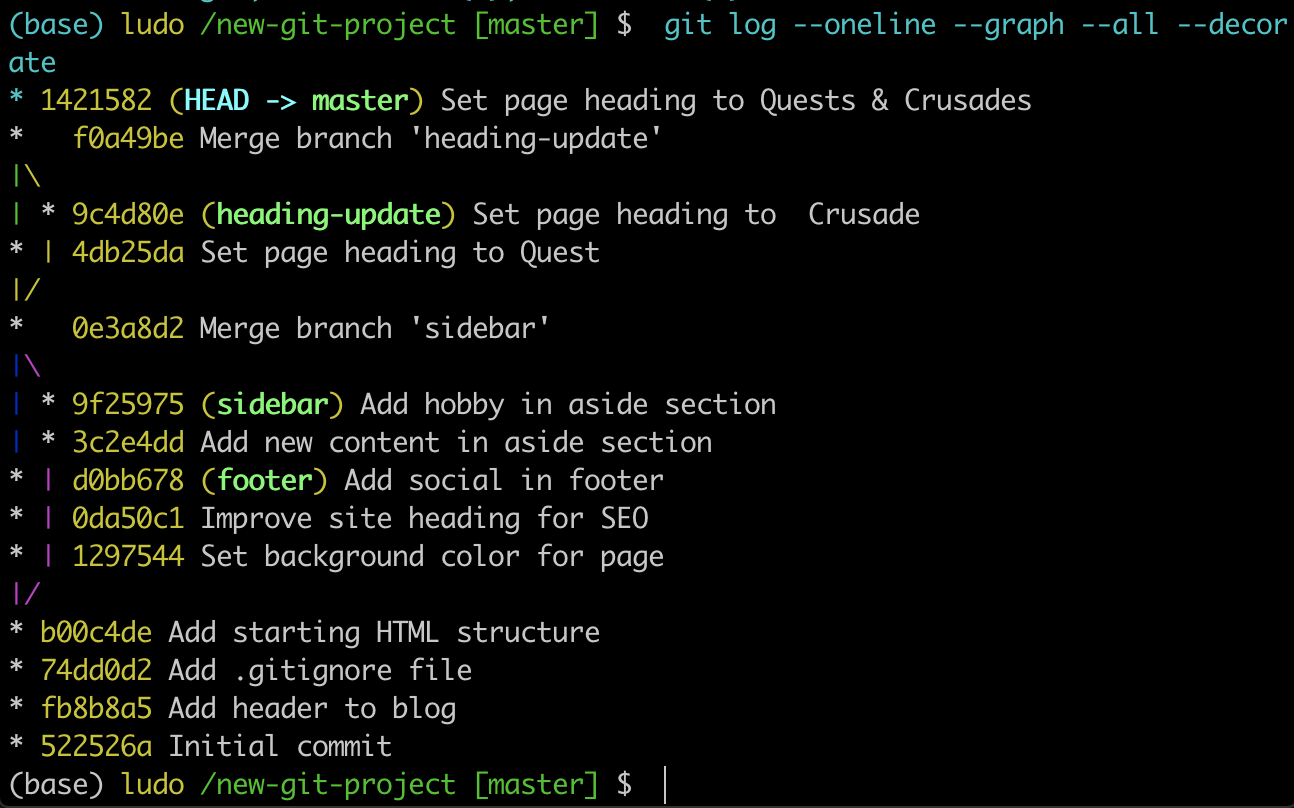 (base) ludo /new-git-project [master] $  git log --oneline --graph --all --decor
ate
* 1421582 (HEAD -> master) Set page heading to Quests & Crusades
*   f0a49be Merge branch 'heading-update'
|\
| * 9c4d80e (heading-update) Set page heading to  Crusade
* | 4db25da Set page heading to Quest
|/
*   0e3a8d2 Merge branch 'sidebar'
|\
| * 9f25975 (sidebar) Add hobby in aside section
| * 3c2e4dd Add new content in aside section
* | d0bb678 (footer) Add social in footer
* | 0da50c1 Improve site heading for SEO
* | 1297544 Set background color for page
|/
* b00c4de Add starting HTML structure
* 74dd0d2 Add .gitignore file
* fb8b8a5 Add header to blog
* 522526a Initial commit
(base) ludo /new-git-project [master] $